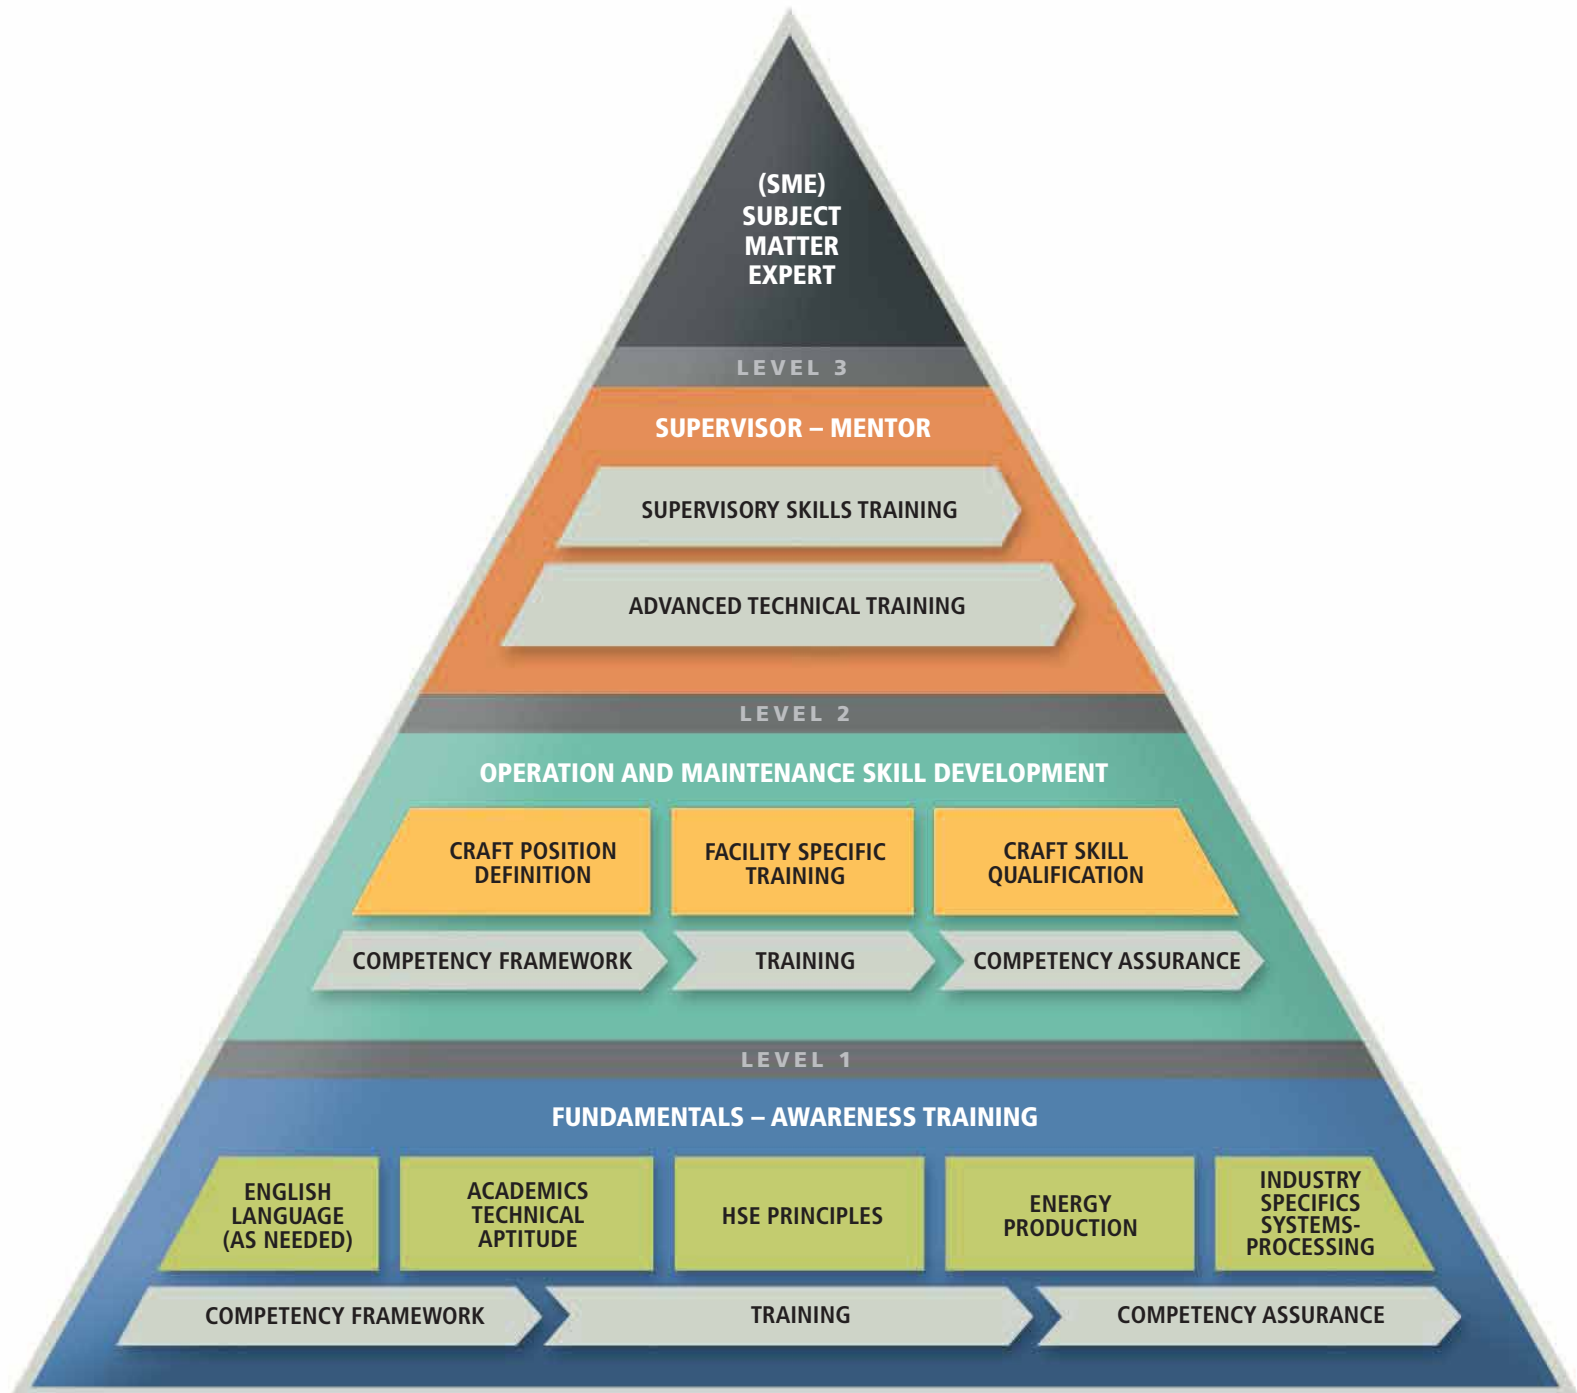 (SME)
SUBJECT
MATTER
EXPERT
LEVEL 3
SUPERVISOR – MENTOR
SUPERVISORY SKILLS TRAINING
ADVANCED TECHNICAL TRAINING
LEVEL 2
OPERATION AND MAINTENANCE SKILL DEVELOPMENT
CRAFT POSITION
DEFINITION
FACILITY SPECIFIC
TRAINING
CRAFT SKILL
QUALIFICATION
COMPETENCY FRAMEWORK
TRAINING
COMPETENCY ASSURANCE
LEVEL 1
FUNDAMENTALS – AWARENESS TRAINING
ENGLISH
LANGUAGE
(AS NEEDED)
ACADEMICS
TECHNICAL
APTITUDE
HSE PRINCIPLES
ENERGY
PRODUCTION
INDUSTRY
SPECIFICS
SYSTEMS-
PROCESSING
COMPETENCY FRAMEWORK
TRAINING
COMPETENCY ASSURANCE